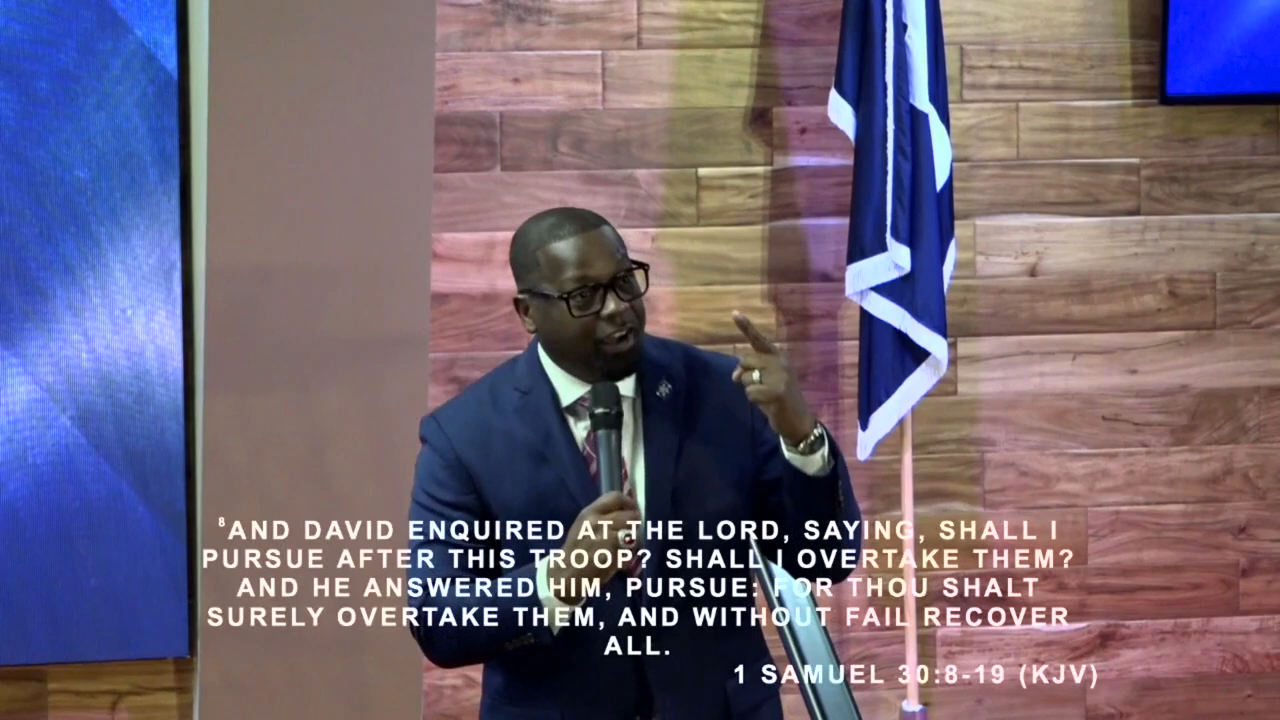 ⁸AND DAVID ENQUIRED AT THE LORD, SAYING, SHALL I
PURSUE AFTER THIS TROOP? SHALL I OVERTAKE THEM?
AND HE ANSWERED HIM, PURSUE: FOR THOU SHALT
SURELY OVERTAKE THEM, AND WITHOUT FAIL RECOVER
ALL.
1 SAMUEL 30:8-19 (KJV)